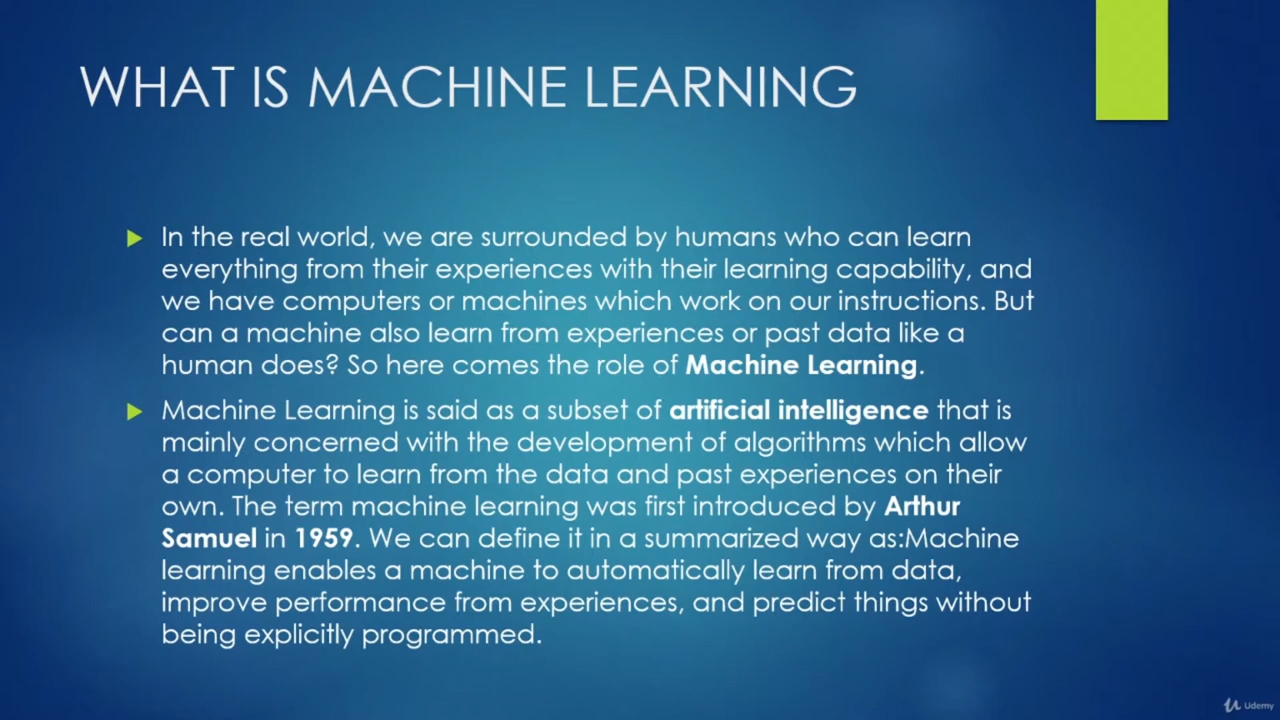 WHAT IS MACHINE LEARNING
In the real world, we are surrounded by humans who can learn
everything from their experiences with their learning capability, and
we have computers or machines which work on our instructions. But
can a machine also learn from experiences or past data like a
human does? So here comes the role of Machine Learning.
Machine Learning is said as a subset of artificial intelligence that is
mainly concerned with the development of algorithms which allow
a computer to learn from the data and past experiences on their
own. The term machine learning was first introduced by Arthur
Samuel in 1959. We can define it in a summarized way as:Machine
learning enables a machine to automatically learn from data,
improve performance from experiences, and predict things without
being explicitly programmed.
Udemy